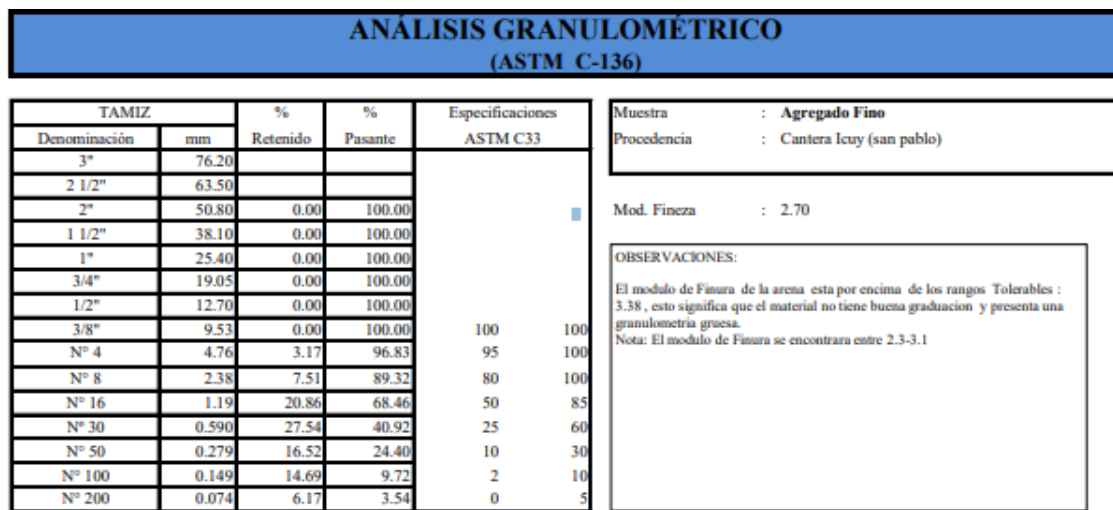 ANÁLISIS GRANULOMÉTRICO
(ASTM C-136)
TAMIZ % % Especificaciones
Denominación mm Retenido Pasante ASTM C33
3" 76.20
2 1/2" 63.50
2" 50.80 0.00 100.00
1 1/2" 38.10 0.00 100.00
1" 25.40 0.00 100.00
3/4" 19.05 0.00 100.00
1/2" 12.70 0.00 100.00
3/8" 9.53 0.00 100.00 100 100
N° 4 4.76 3.17 96.83 95 100
N° 8 2.38 7.51 89.32 80 100
N° 16 1.19 20.86 68.46 50 85
Nº 30 0.590 27.54 40.92 25 60
N° 50 0.279 16.52 24.40 10 30
N° 100 0.149 14.69 9.72 2 10
N° 200 0.074 6.17 3.54 0 5
Muestra : Agregado Fino
Procedencia : Cantera Icuy (san pablo)
Mod. Fineza : 2.70
OBSERVACIONES:
El modulo de Finura de la arena esta por encima de los rangos Tolerables :
3.38 , esto significa que el material no tiene buena graduacion y presenta una
granulometria gruesa.
Nota: El modulo de Finura se encontrara entre 2.3-3.1